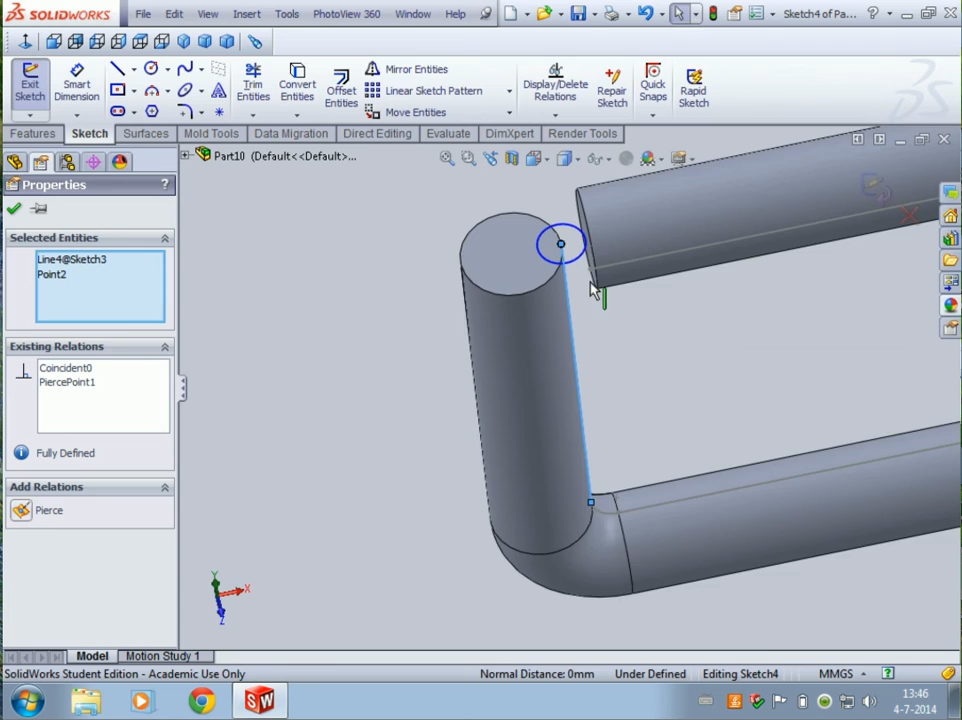 SOLIDWORKS File Edit View Insert Tools PhotoView 360 Window Help Sketch4 of Pa... ?
Exit Sketch
Smart Dimension
Trim Entities
Convert Entities
Offset Entities
Mirror Entities
Linear Sketch Pattern
Move Entities
Display/Delete Relations
Repair Sketch
Quick Snaps
Rapid Sketch
Features Sketch Surfaces Mold Tools Data Migration Direct Editing Evaluate DimXpert Render Tools
Part10 (Default<<Default>...
Properties ?
Selected Entities
Line4@Sketch3
Point2
Existing Relations
Coincident0
PiercePoint1
Fully Defined
Add Relations
Pierce
Y
X
Z
Model Motion Study 1
SolidWorks Student Edition - Academic Use Only Normal Distance: 0mm Under Defined Editing Sketch4 MMGS ?
13:46
4-7-2014